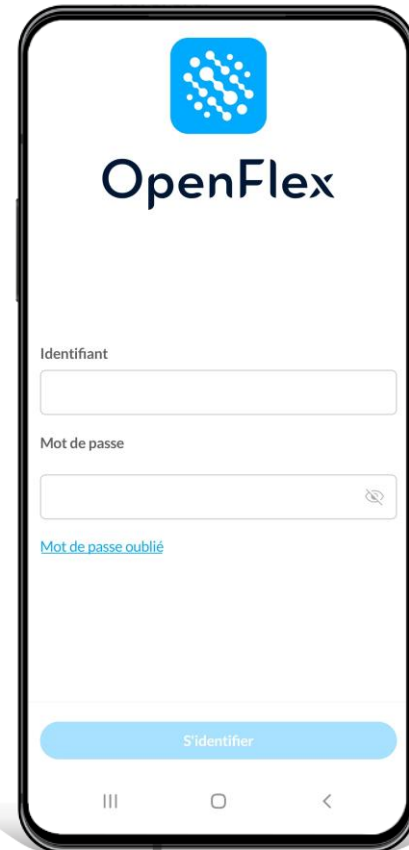 OpenFlex
Identifiant
Mot de passe
Mot de passe oublié
S'identifier